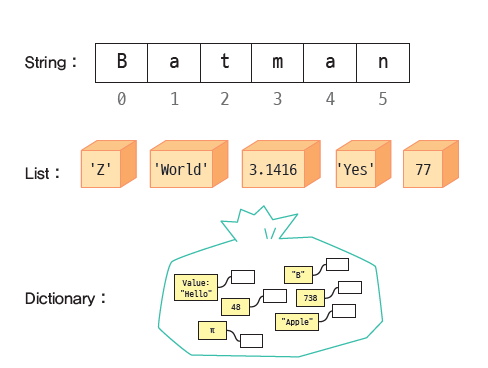 String：
B a t m a n
0 1 2 3 4 5
List：
'Z' 'World' 3.1416 'Yes' 77
Dictionary：
Value:
"Hello"
"B"
48
738
"Apple"
π